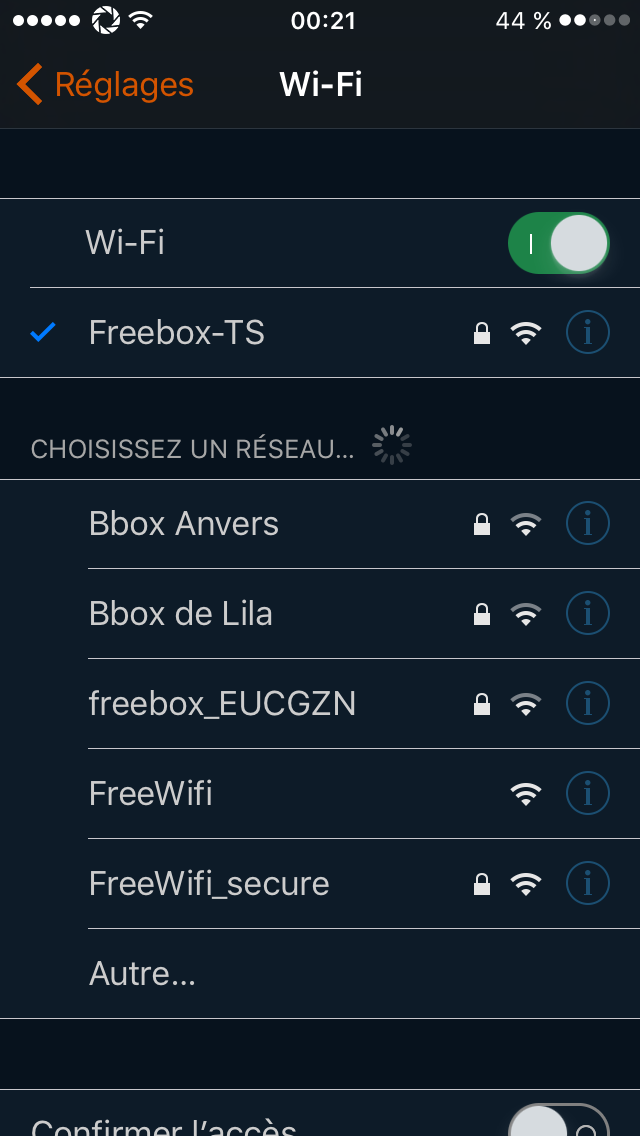 00:21 44 %
Réglages Wi-Fi
Wi-Fi
Freebox-TS
CHOISISSEZ UN RÉSEAU...
Bbox Anvers
Bbox de Lila
freebox_EUCGZN
FreeWifi
FreeWifi_secure
Autre...
Confirmer l’accès